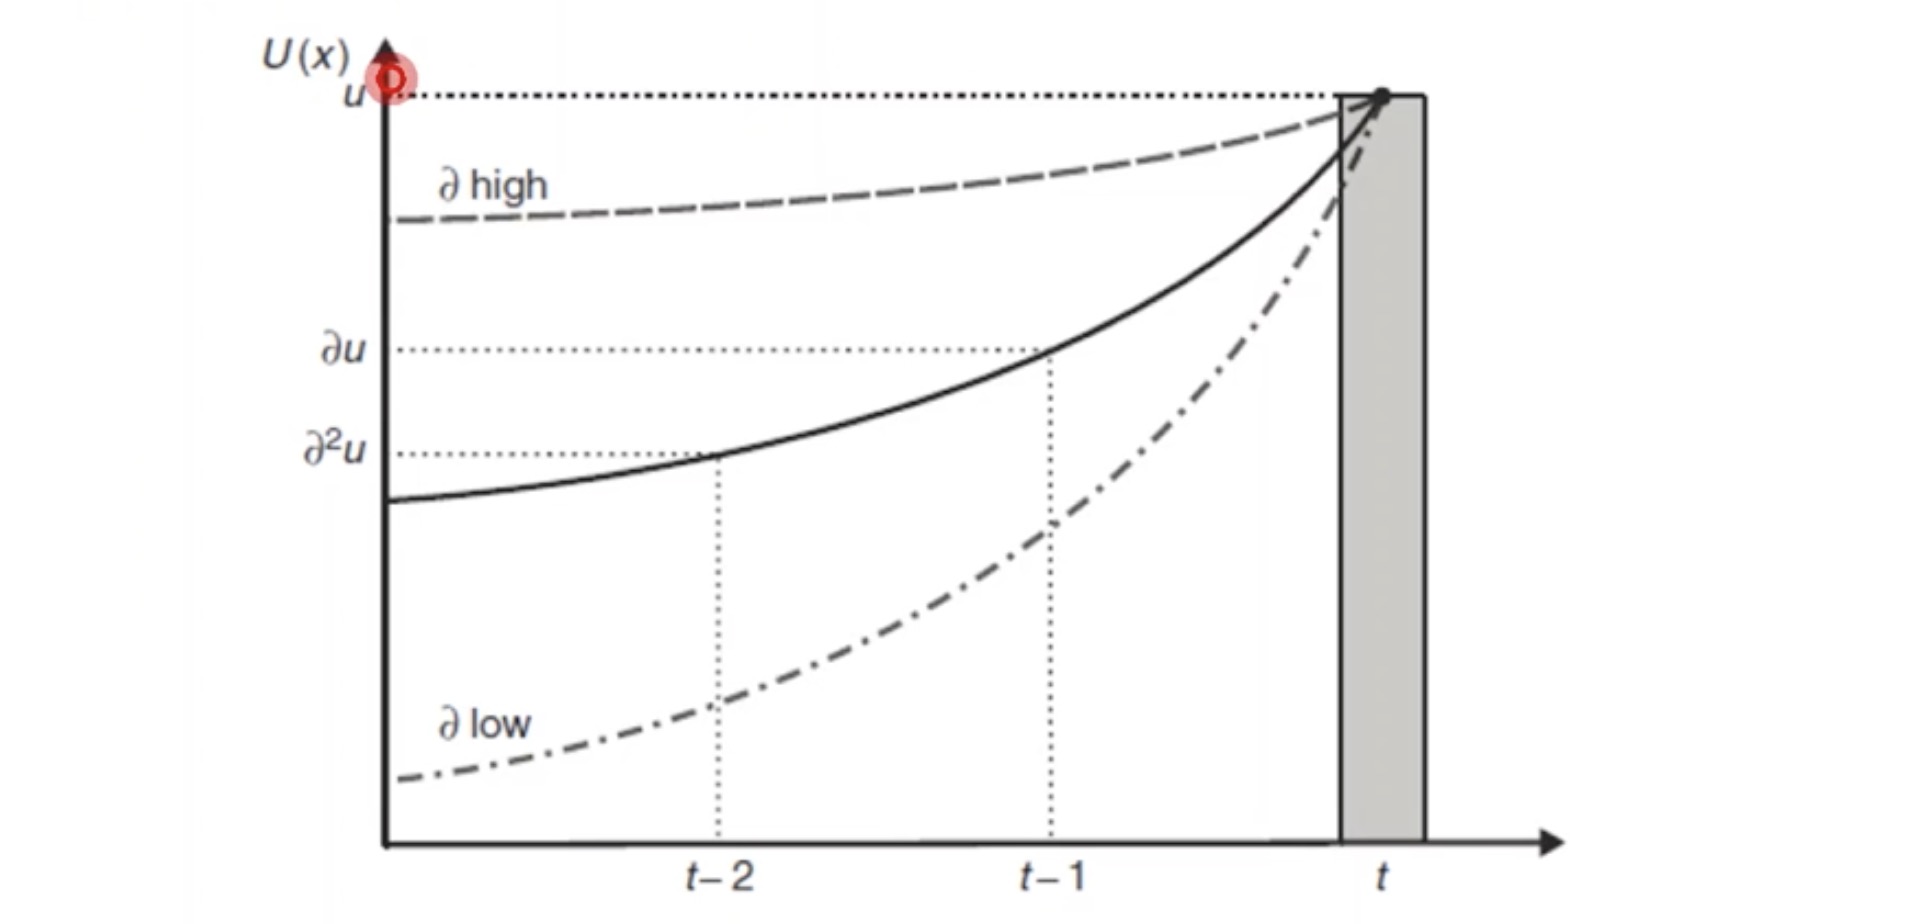 U(x)
u
∂ high
∂u
∂²u
∂ low
t–2
t–1
t